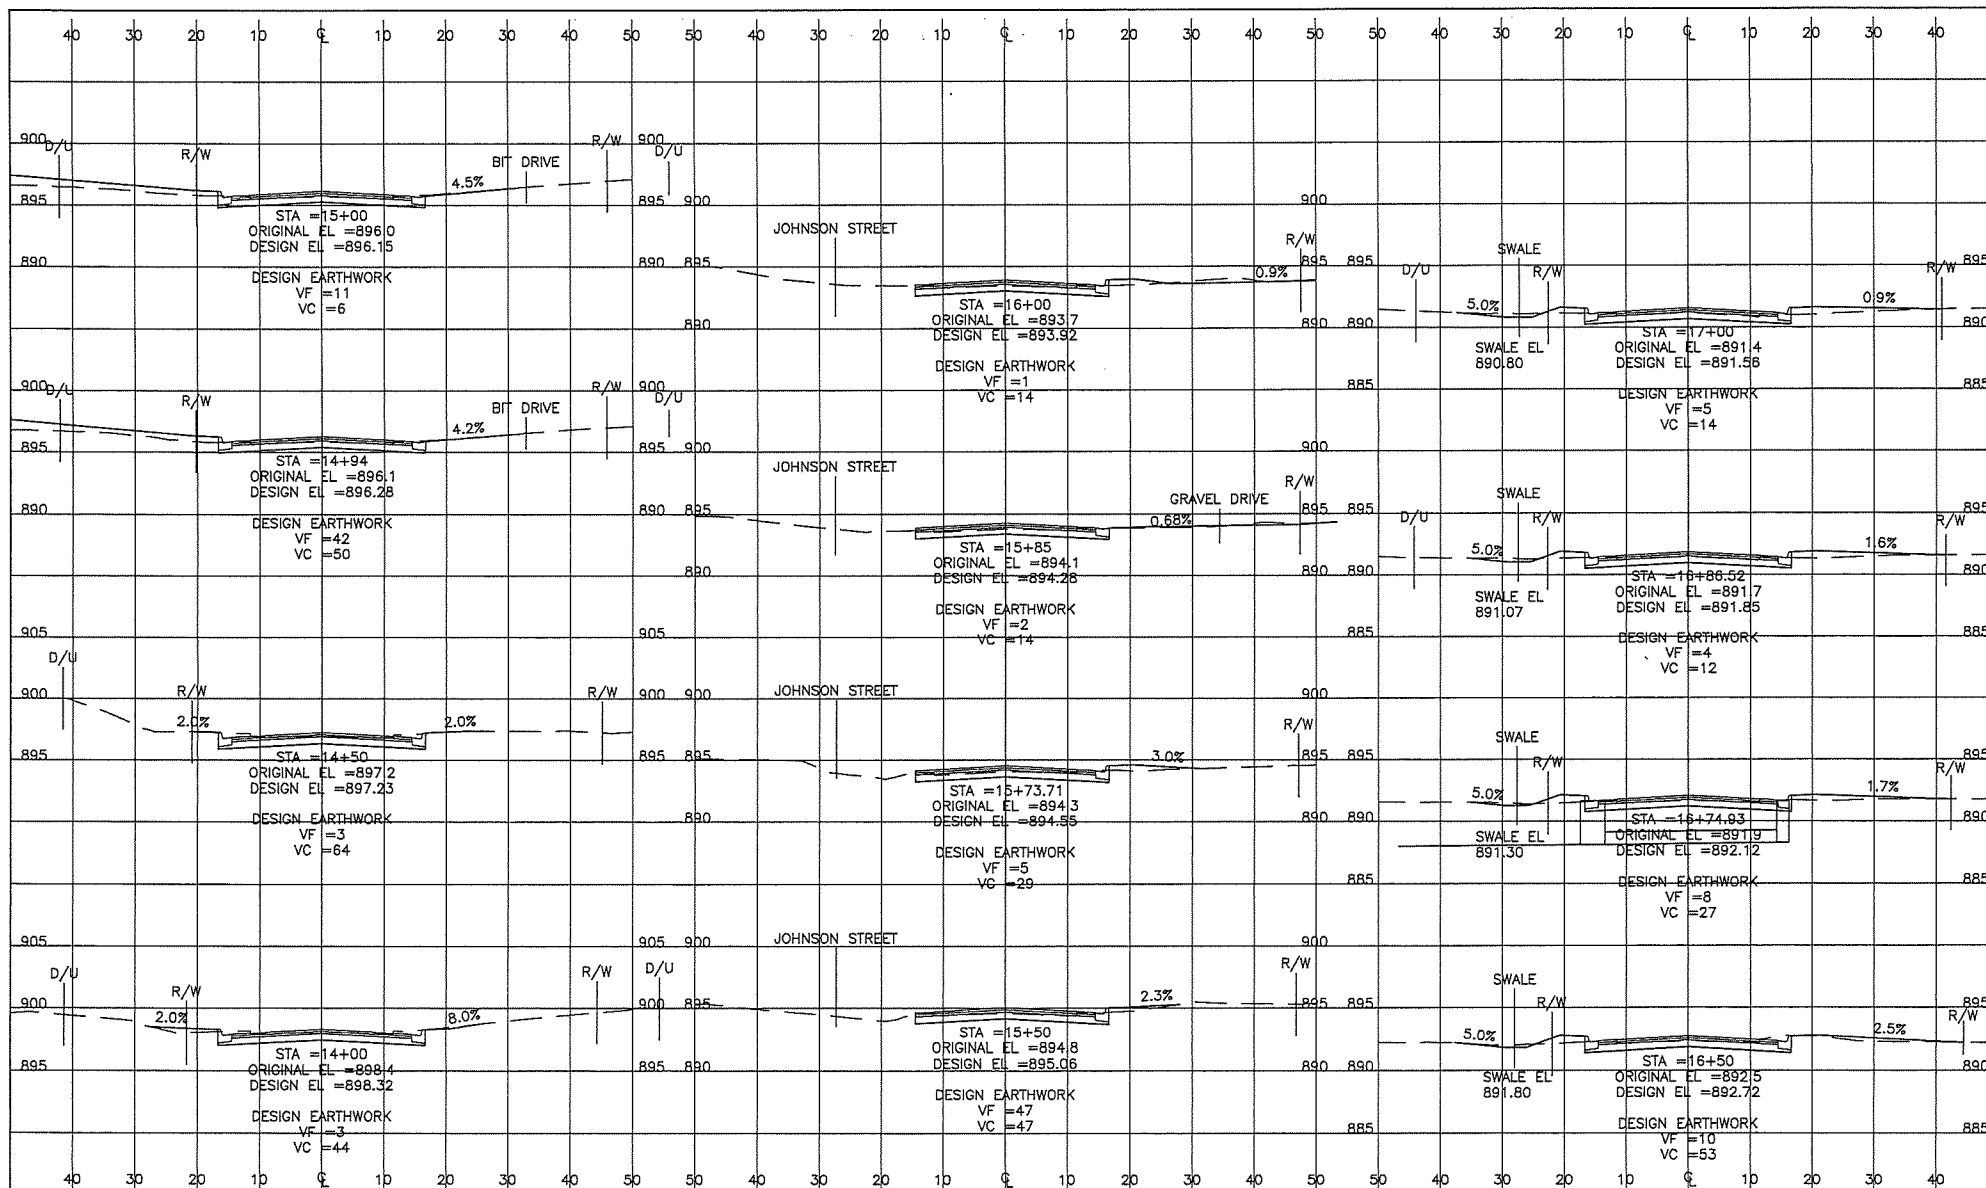 40 30 20 10 ℄ 10 20 30 40 50 50 40 30 20 10 ℄ 10 20 30 40 50 50 40 30 20 10 ℄ 10 20 30 40
900 D/U R/W BIT DRIVE R/W 900 D/U
4.5%
895 895 900 900
STA =15+00
ORIGINAL EL =896.0
DESIGN EL =896.15
890 890 895
DESIGN EARTHWORK
VF =11
VC =6
900 D/U R/W BIT DRIVE R/W 900 D/U
4.2%
895 895 900 900
STA =14+94
ORIGINAL EL =896.1
DESIGN EL =896.28
890 890 895
DESIGN EARTHWORK
VF =42
VC =50
905 905
D/U
900 R/W R/W 900 900
2.0% 2.0%
895 895 895
STA =14+50
ORIGINAL EL =897.2
DESIGN EL =897.23
DESIGN EARTHWORK
VF =3
VC =64
905 905 900
D/U R/W R/W D/U
900 2.0% 8.0% 900 895
STA =14+00
ORIGINAL EL =898.4
DESIGN EL =898.32
895 895 890
DESIGN EARTHWORK
VF =3
VC =44
JOHNSON STREET R/W
0.9% 895
STA =16+00
ORIGINAL EL =893.7
DESIGN EL =893.92
890 890
DESIGN EARTHWORK
VF =1
VC =14
JOHNSON STREET GRAVEL DRIVE R/W
0.68% 895
STA =15+85
ORIGINAL EL =894.1
DESIGN EL =894.28
890 890
DESIGN EARTHWORK
VF =2
VC =14
JOHNSON STREET 900
R/W
3.0% 895
STA =15+73.71
ORIGINAL EL =894.3
DESIGN EL =894.55
890 890
DESIGN EARTHWORK
VF =5
VC =29
JOHNSON STREET 900
R/W
2.3% 895
STA =15+50
ORIGINAL EL =894.8
DESIGN EL =895.06
890
DESIGN EARTHWORK
VF =47
VC =47
SWALE
895 D/U R/W R/W 895
5.0% 0.9%
890 890
SWALE EL
890.80
STA =17+00
ORIGINAL EL =891.4
DESIGN EL =891.56
885 885
DESIGN EARTHWORK
VF =5
VC =14
SWALE
895 D/U R/W R/W 895
5.0% 1.6%
890 890
SWALE EL
891.07
STA =16+86.52
ORIGINAL EL =891.7
DESIGN EL =891.85
885 885
DESIGN EARTHWORK
VF =4
VC =12
SWALE
895 R/W R/W 895
5.0% 1.7%
890 890
SWALE EL
891.30
STA =16+74.93
ORIGINAL EL =891.9
DESIGN EL =892.12
885 885
DESIGN EARTHWORK
VF =8
VC =27
SWALE
895 R/W R/W 895
5.0% 2.5%
890 890
SWALE EL
891.80
STA =16+50
ORIGINAL EL =892.5
DESIGN EL =892.72
885 885
DESIGN EARTHWORK
VF =10
VC =53
40 30 20 10 ℄ 10 20 30 40 50 50 40 30 20 10 ℄ 10 20 30 40 50 50 40 30 20 10 ℄ 10 20 30 40